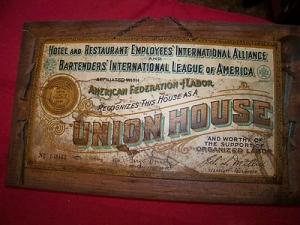 HOTEL AND RESTAURANT EMPLOYEES' INTERNATIONAL ALLIANCE
AND
BARTENDERS' INTERNATIONAL LEAGUE OF AMERICA
AFFILIATED WITH
AMERICAN FEDERATION OF LABOR
RECOGNIZES THIS HOUSE AS A
UNION HOUSE
AND WORTHY OF
THE SUPPORT OF
ORGANIZED LABOR